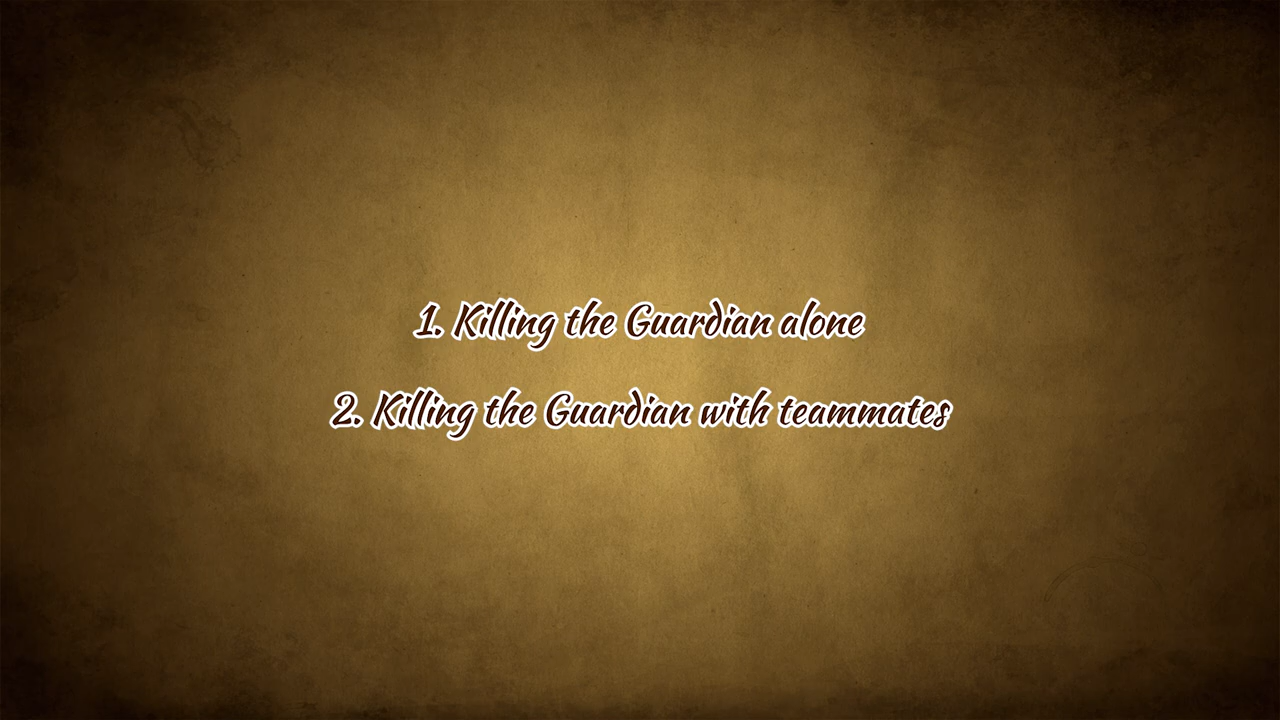 1. Killing the Guardian alone
2. Killing the Guardian with teammates